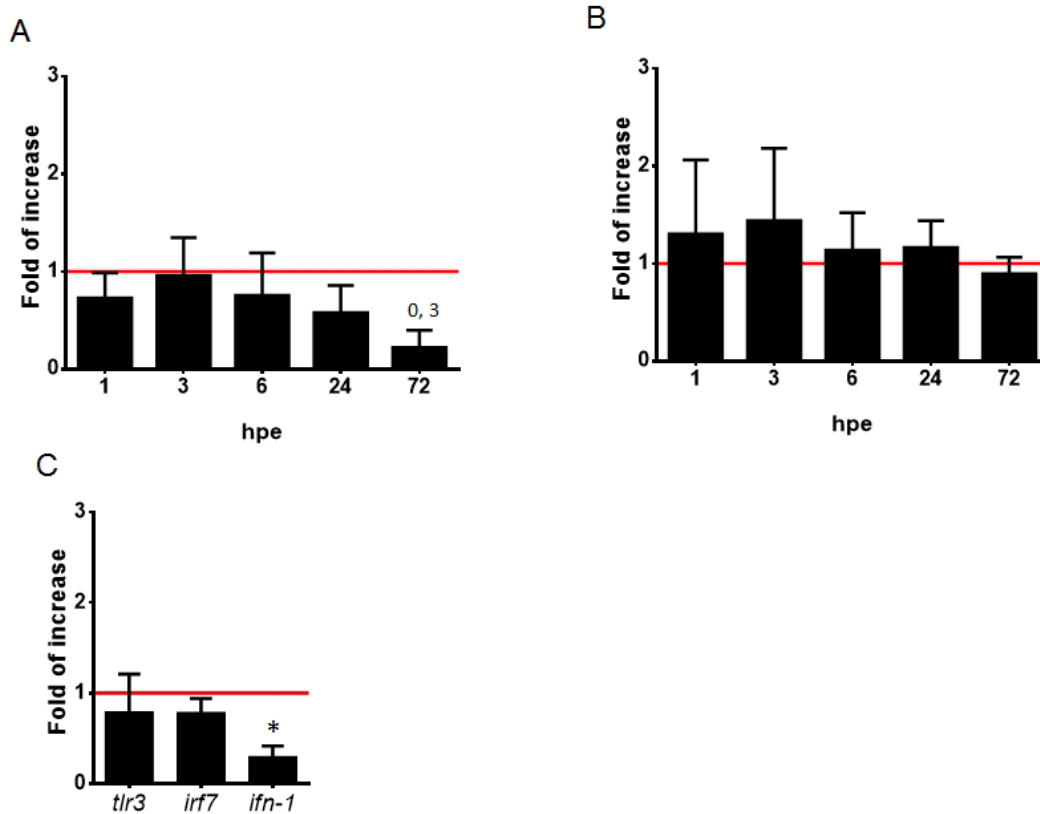 A
3
2
1
0
Fold of increase
0, 3
1 3 6 24 72
hpe
B
3
2
1
0
Fold of increase
1 3 6 24 72
hpe
C
3
2
1
0
Fold of increase
*
tlr3 irf7 ifn-1